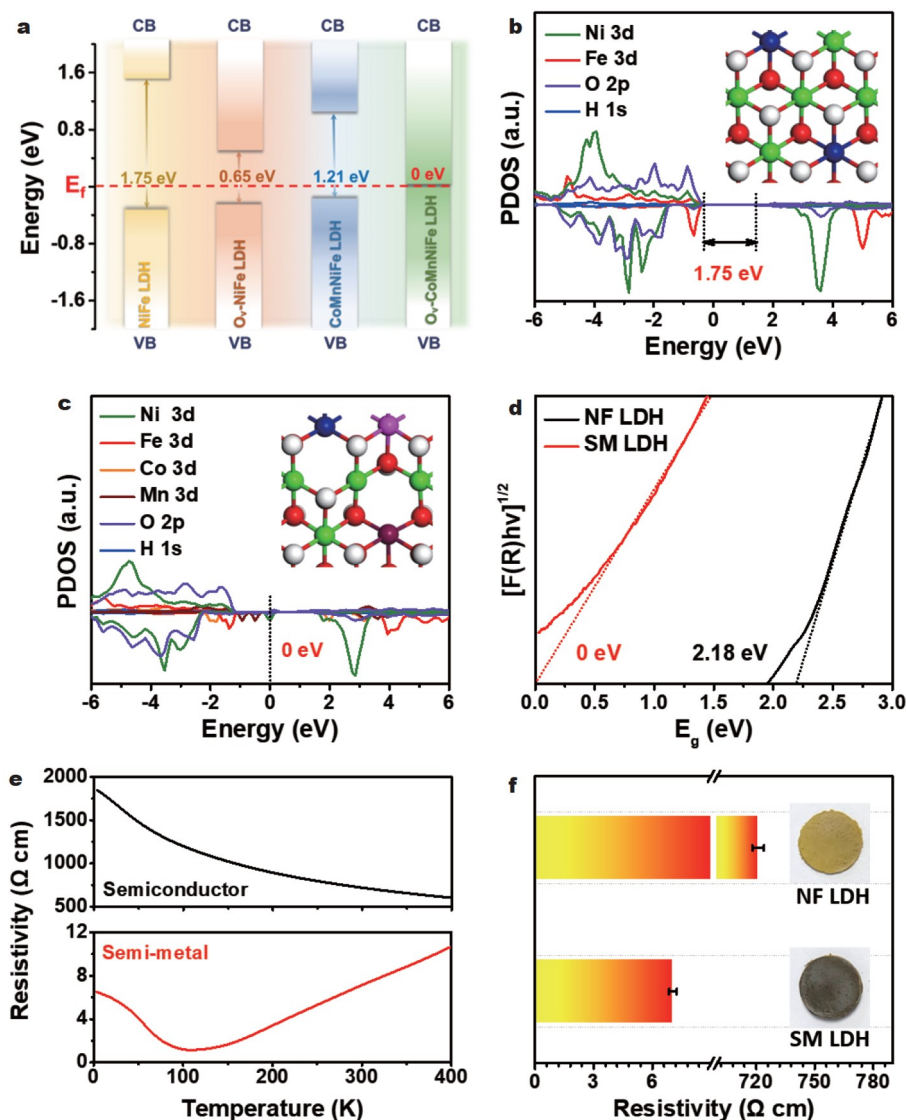 a
CB CB CB CB
1.6
0.8
0
-0.8
-1.6
Energy (eV)
E_f
1.75 eV 0.65 eV 1.21 eV 0 eV
NiFe LDH
O_v-NiFe LDH
CoMnNiFe LDH
O_v-CoMnNiFe LDH
VB VB VB VB
b
Ni 3d
Fe 3d
O 2p
H 1s
PDOS (a.u.)
1.75 eV
-6 -4 -2 0 2 4 6
Energy (eV)
c
Ni 3d
Fe 3d
Co 3d
Mn 3d
O 2p
H 1s
PDOS (a.u.)
0 eV
-6 -4 -2 0 2 4 6
Energy (eV)
d
NF LDH
SM LDH
[F(R)hv]^1/2
0 eV 2.18 eV
0.0 0.5 1.0 1.5 2.0 2.5 3.0
E_g (eV)
e
2000
1500
1000
500
Semiconductor
Resistivity (Ω cm)
12
8
4
0
Semi-metal
0 100 200 300 400
Temperature (K)
f
NF LDH
SM LDH
0 3 6 720 750 780
Resistivity (Ω cm)